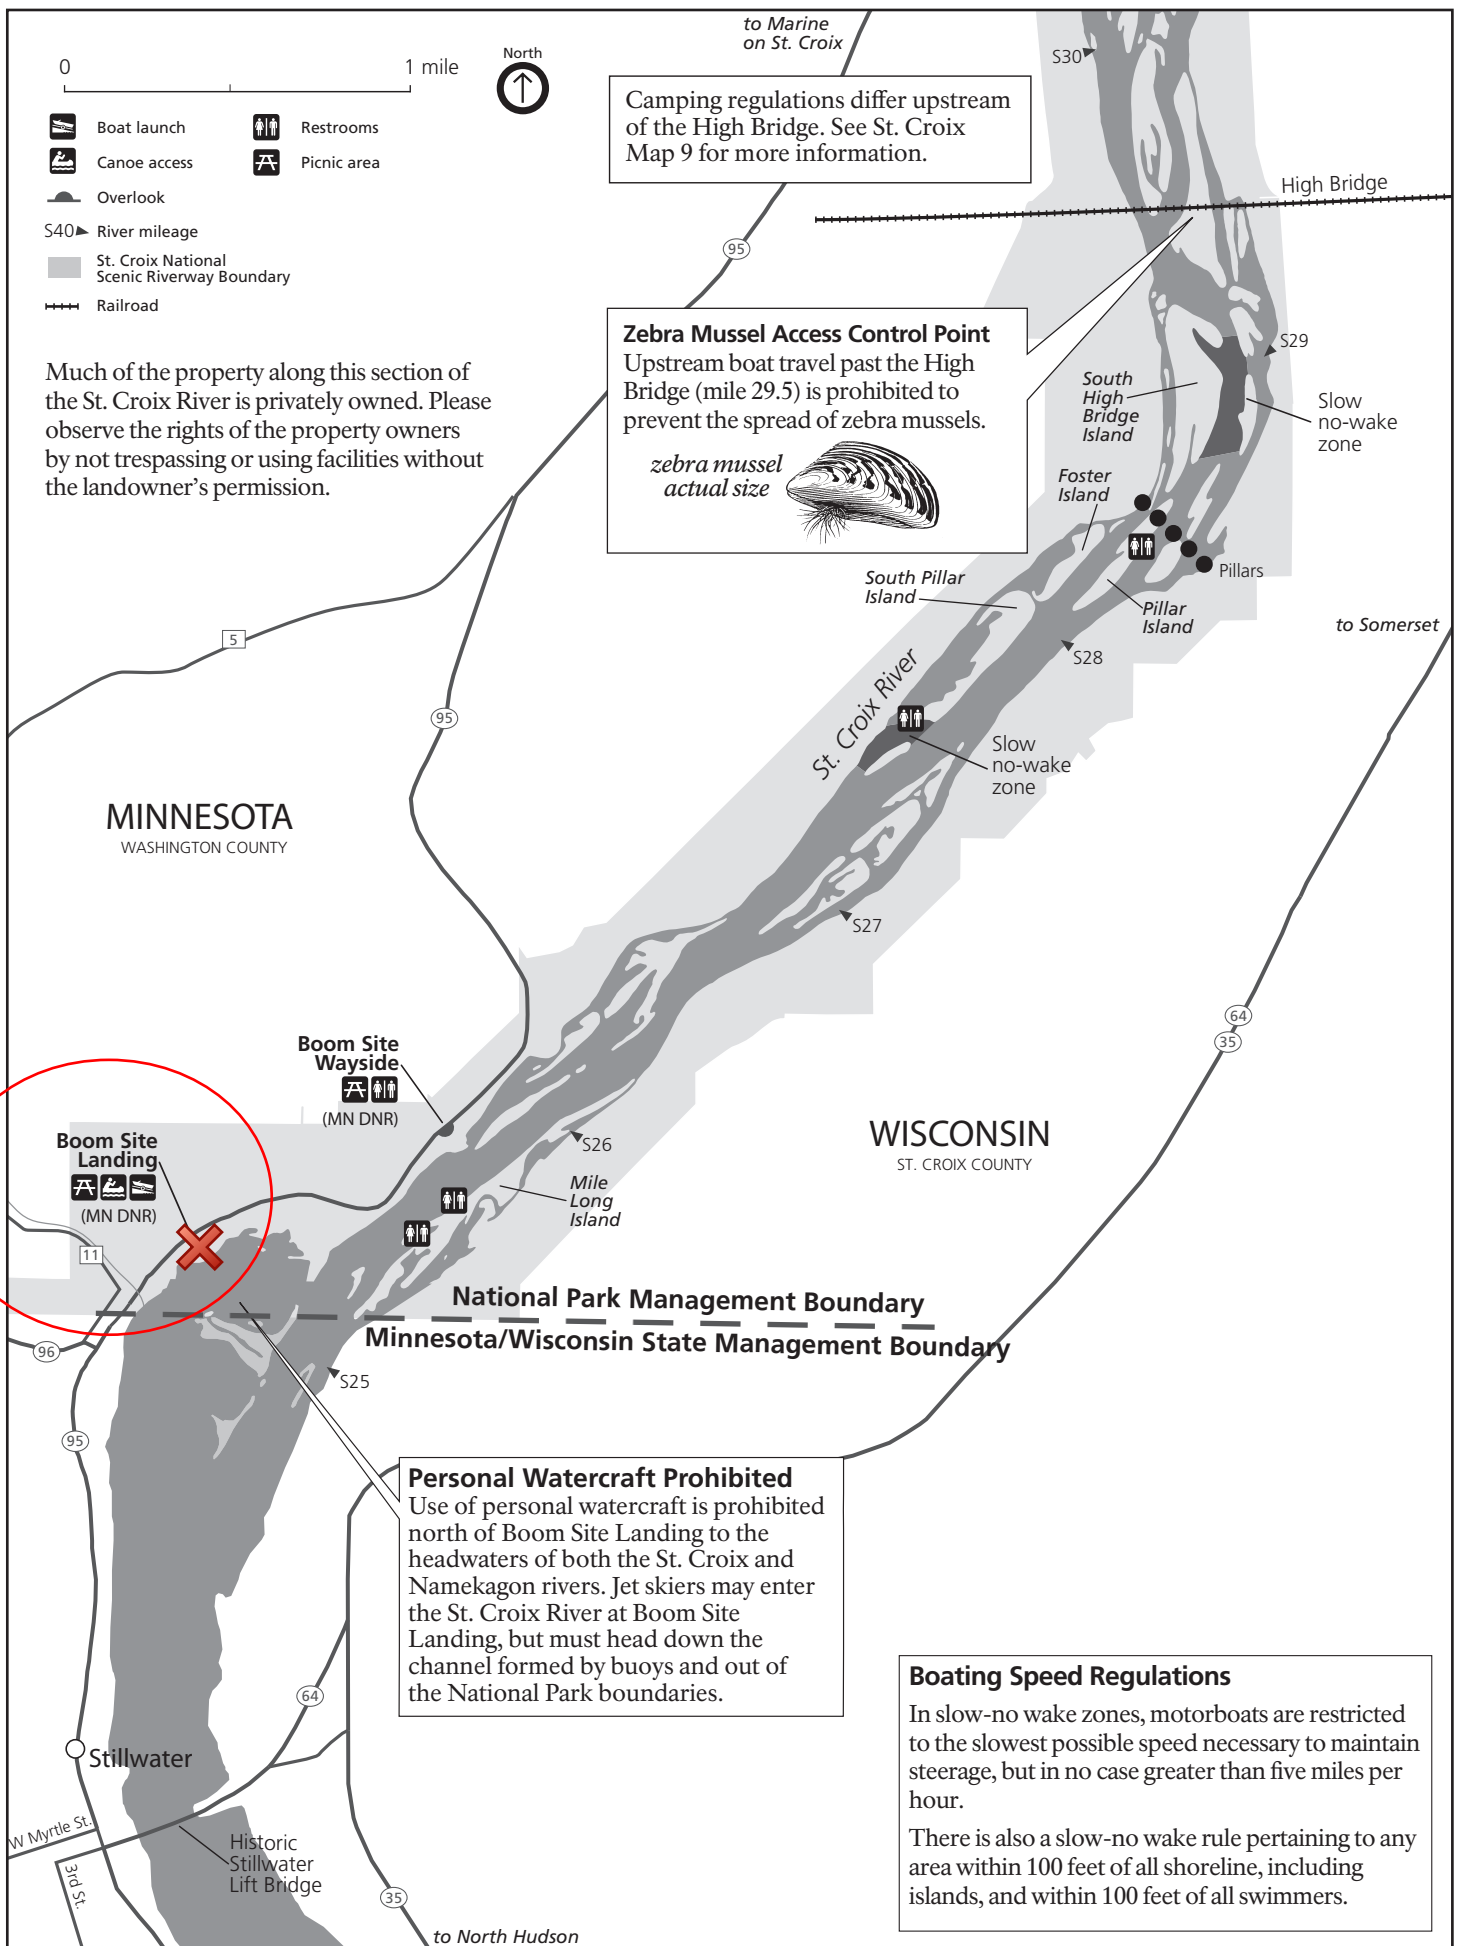 to Marine
on St. Croix
0
1 mile
North
Boat launch
Restrooms
Canoe access
Picnic area
Overlook
S40
River mileage
St. Croix National
Scenic Riverway Boundary
Railroad
Camping regulations differ upstream
of the High Bridge. See St. Croix
Map 9 for more information.
S30
High Bridge
95
Much of the property along this section of
the St. Croix River is privately owned. Please
observe the rights of the property owners
by not trespassing or using facilities without
the landowner's permission.
Zebra Mussel Access Control Point
Upstream boat travel past the High
Bridge (mile 29.5) is prohibited to
prevent the spread of zebra mussels.
zebra mussel
actual size
S29
South
High
Bridge
Island
Slow
no-wake
zone
Foster
Island
Pillars
South Pillar
Island
Pillar
Island
to Somerset
5
S28
St. Croix River
95
Slow
no-wake
zone
MINNESOTA
WASHINGTON COUNTY
S27
64
35
Boom Site
Wayside
(MN DNR)
WISCONSIN
ST. CROIX COUNTY
Boom Site
Landing
(MN DNR)
S26
Mile
Long
Island
11
National Park Management Boundary
Minnesota/Wisconsin State Management Boundary
96
S25
95
Personal Watercraft Prohibited
Use of personal watercraft is prohibited
north of Boom Site Landing to the
headwaters of both the St. Croix and
Namekagon rivers. Jet skiers may enter
the St. Croix River at Boom Site
Landing, but must head down the
channel formed by buoys and out of
the National Park boundaries.
64
Boating Speed Regulations
In slow-no wake zones, motorboats are restricted
to the slowest possible speed necessary to maintain
steerage, but in no case greater than five miles per
hour.
There is also a slow-no wake rule pertaining to any
area within 100 feet of all shoreline, including
islands, and within 100 feet of all swimmers.
Stillwater
W Myrtle St.
3rd St.
Historic
Stillwater
Lift Bridge
35
to North Hudson